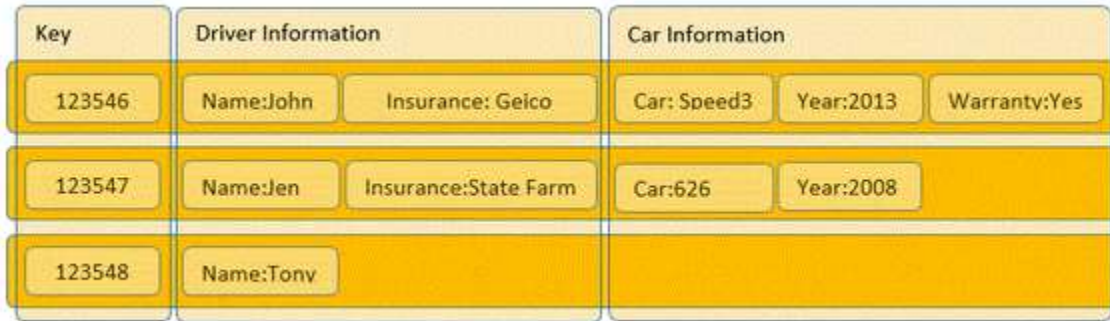 Key Driver Information Car Information
123546 Name:John Insurance: Geico Car: Speed3 Year:2013 Warranty:Yes
123547 Name:Jen Insurance:State Farm Car:626 Year:2008
123548 Name:Tony